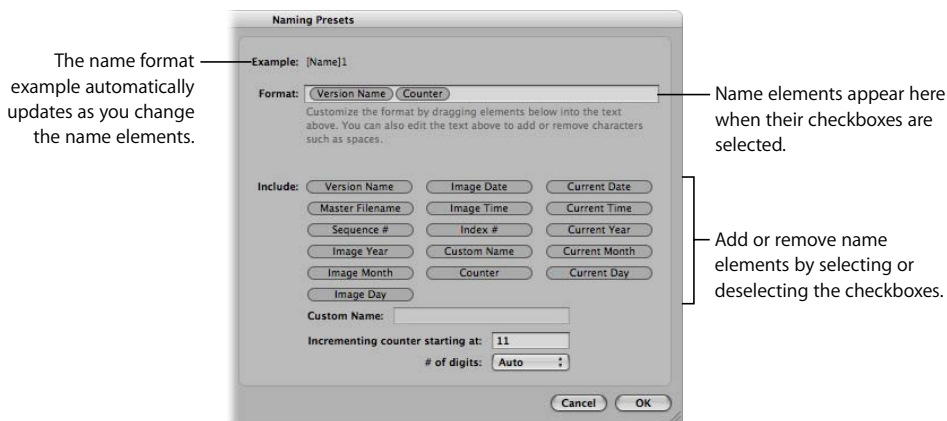 Naming Presets
The name format
example automatically
updates as you change
the name elements.
Example: [Name]1
Format: Version Name Counter
Customize the format by dragging elements below into the text
above. You can also edit the text above to add or remove characters
such as spaces.
Name elements appear here
when their checkboxes are
selected.
Include: Version Name Image Date Current Date
Master Filename Image Time Current Time
Sequence # Index # Current Year
Image Year Custom Name Current Month
Image Month Counter Current Day
Image Day
Add or remove name
elements by selecting or
deselecting the checkboxes.
Custom Name:
Incrementing counter starting at: 11
# of digits: Auto
Cancel OK